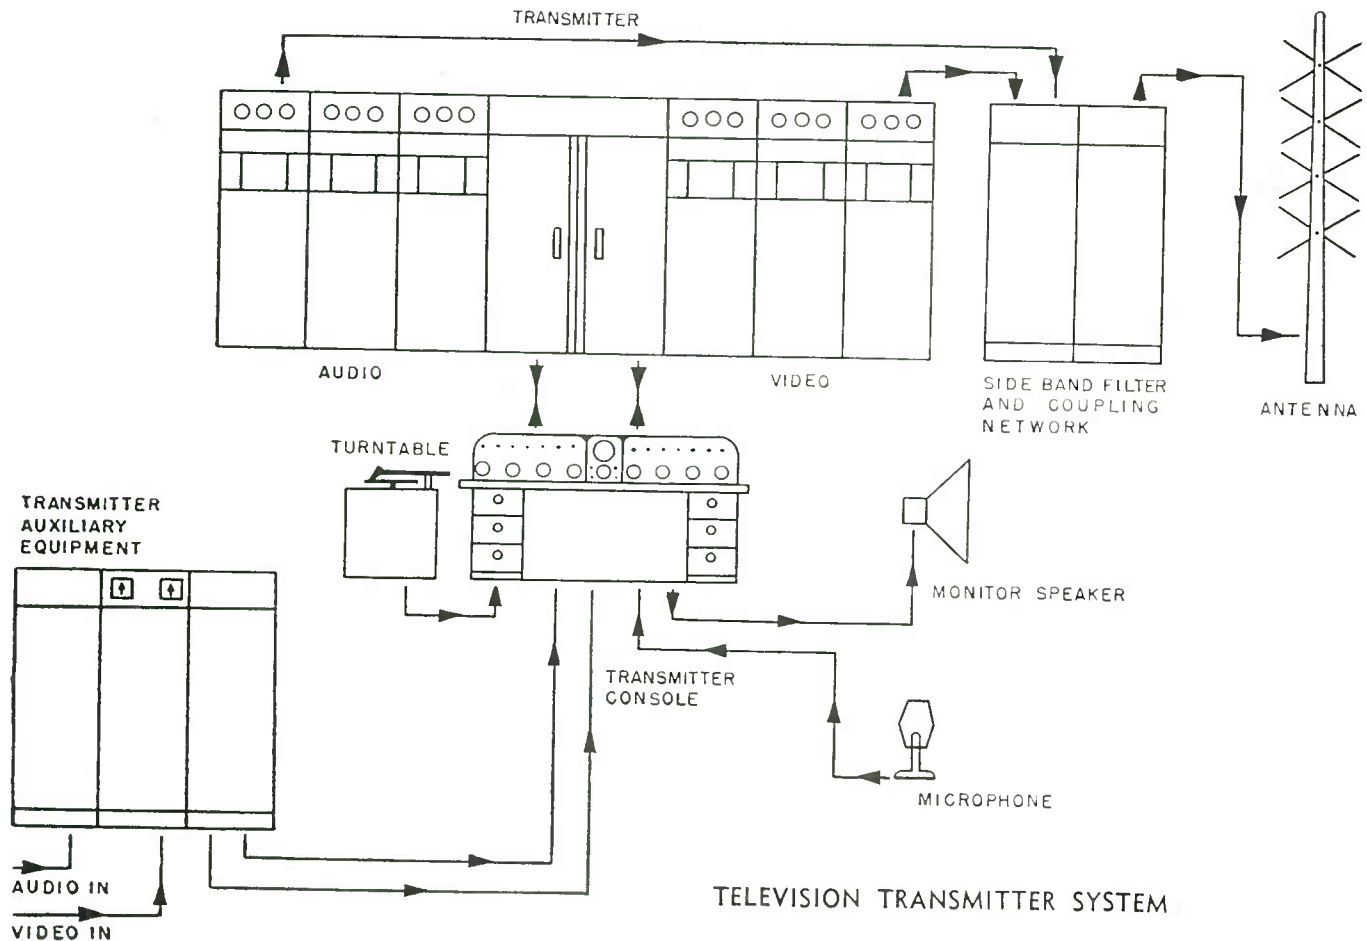 TRANSMITTER
AUDIO
VIDEO
SIDE BAND FILTER
AND COUPLING
NETWORK
ANTENNA
TURNTABLE
TRANSMITTER
AUXILIARY
EQUIPMENT
MONITOR SPEAKER
TRANSMITTER
CONSOLE
MICROPHONE
AUDIO IN
VIDEO IN
TELEVISION TRANSMITTER SYSTEM